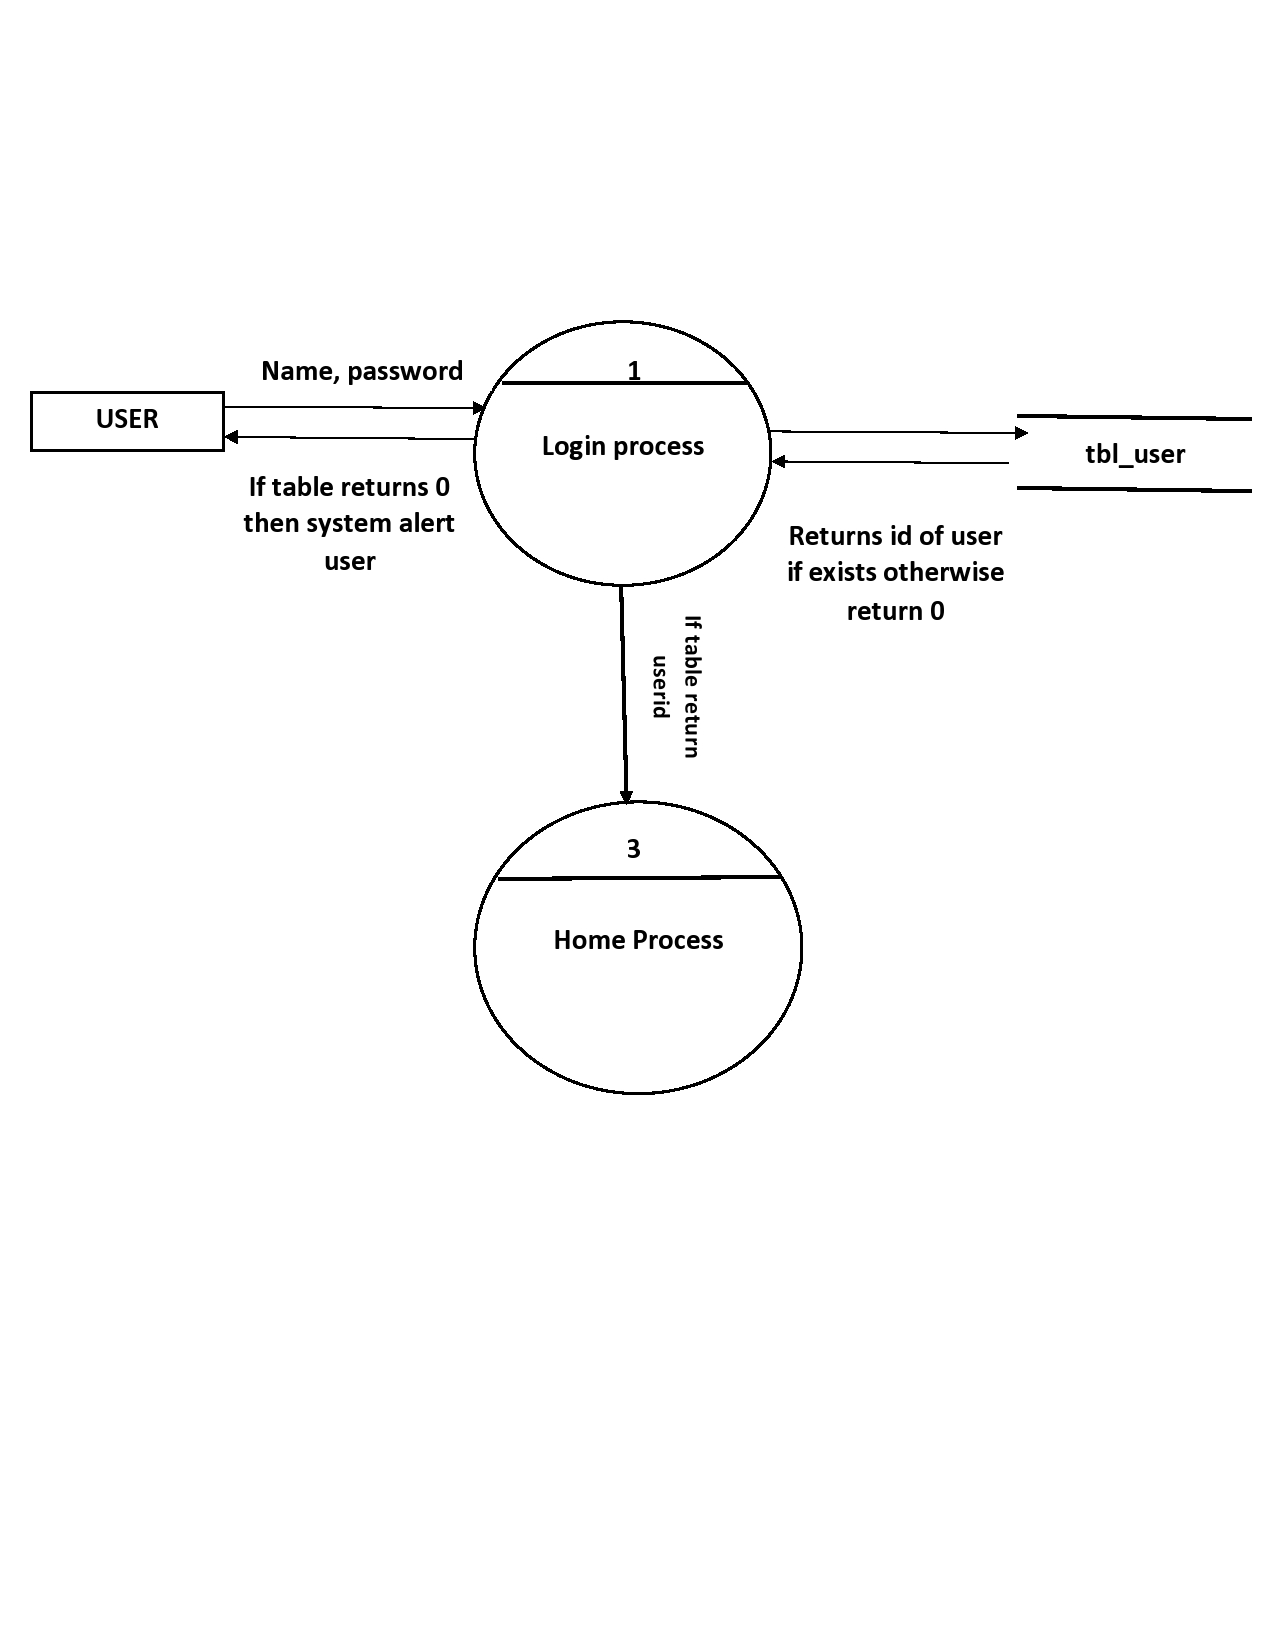 1
Name, password
USER
Login process
tbl_user
If table returns 0
then system alert
user
Returns id of user
if exists otherwise
return 0
If table return
userid
3
Home Process